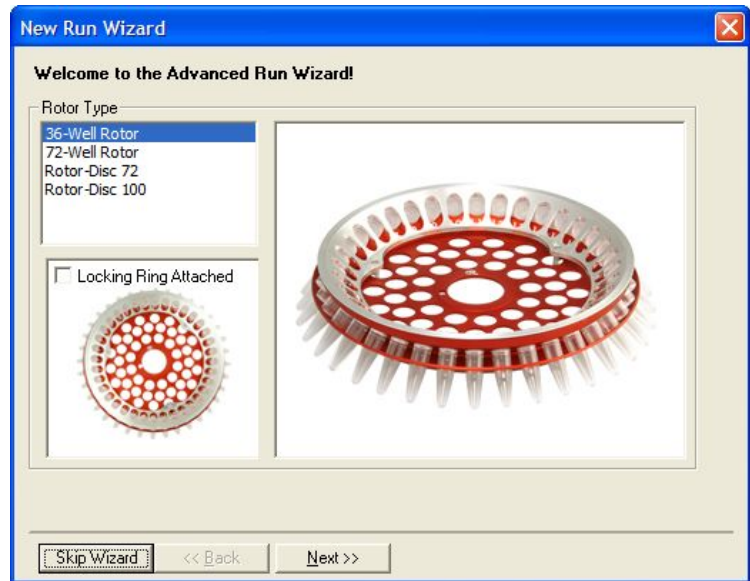 New Run Wizard
Welcome to the Advanced Run Wizard!
Rotor Type
36-Well Rotor
72-Well Rotor
Rotor-Disc 72
Rotor-Disc 100
Locking Ring Attached
Skip Wizard
<< Back
Next >>